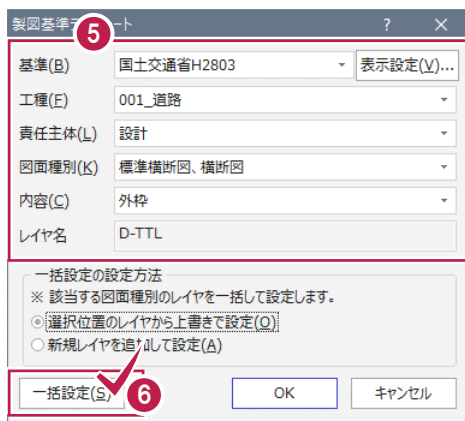 製図基準テ ート ? ×
5
基準(B) 国土交通省H2803 表示設定(V)...
工種(F) 001_道路
責任主体(L) 設計
図面種別(K) 標準横断図、横断図
内容(C) 外枠
レイヤ名 D-TTL
一括設定の設定方法
※ 該当する図面種別のレイヤを一括して設定します。
選択位置のレイヤから上書きで設定(O)
新規レイヤを追加して設定(A)
一括設定(S) 6 OK キャンセル